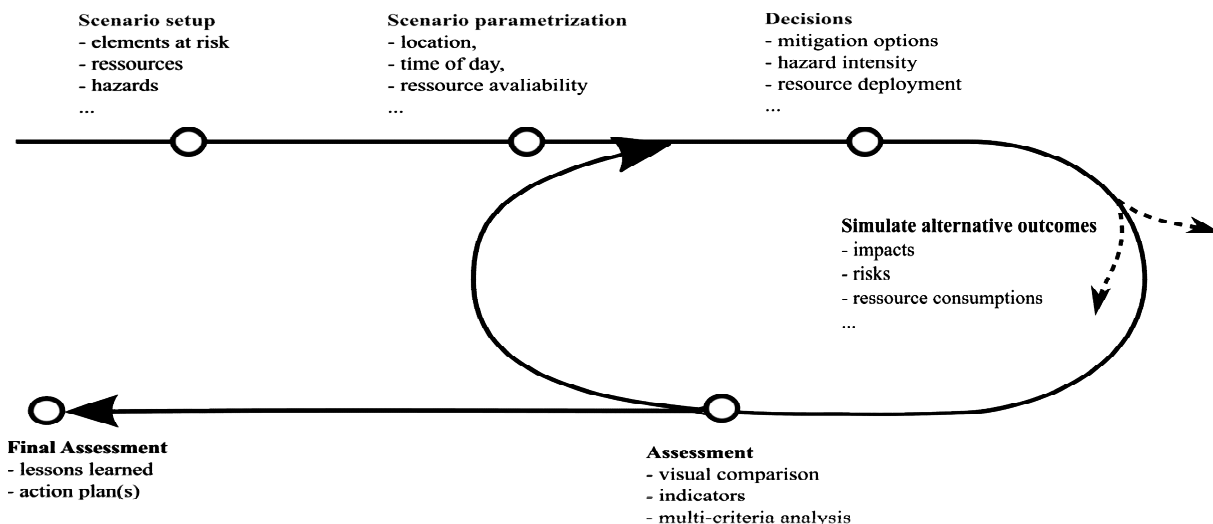 Scenario setup
- elements at risk
- ressources
- hazards
...
Scenario parametrization
- location,
- time of day,
- ressource avaliability
...
Decisions
- mitigation options
- hazard intensity
- resource deployment
...
Simulate alternative outcomes
- impacts
- risks
- ressource consumptions
...
Final Assessment
- lessons learned
- action plan(s)
Assessment
- visual comparison
- indicators
- multi-criteria analysis